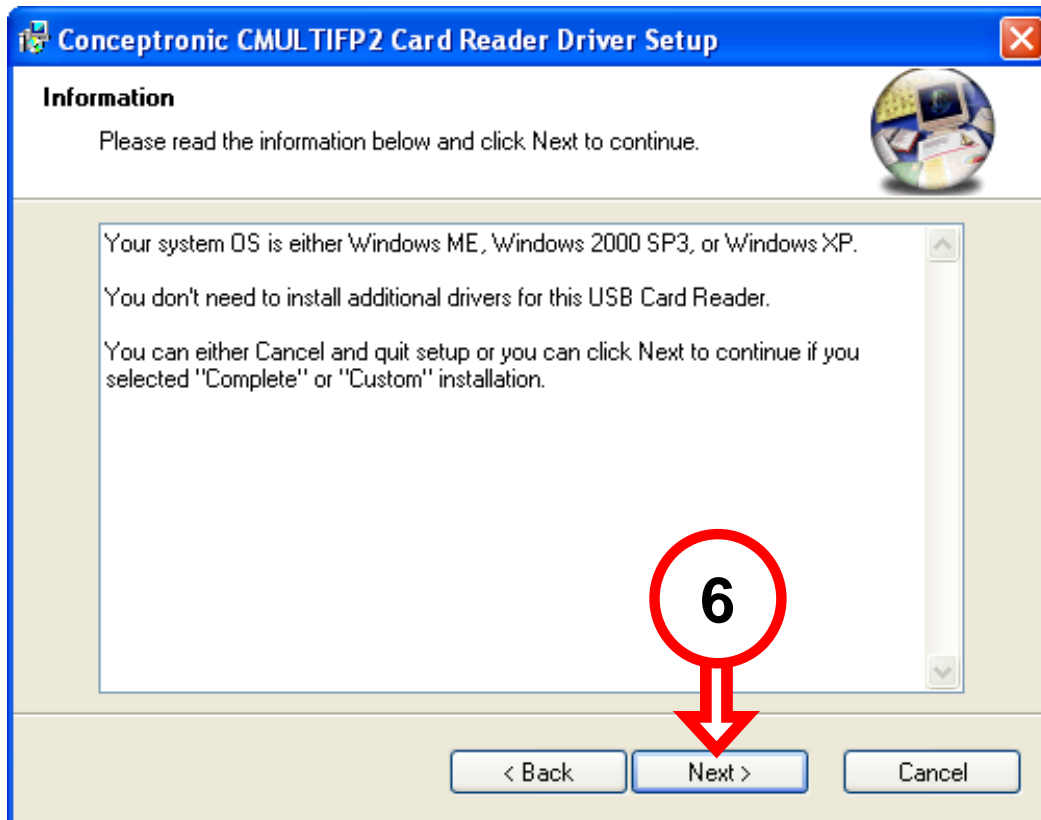 Conceptronic CMULTIFP2 Card Reader Driver Setup
Information
Please read the information below and click Next to continue.
Your system OS is either Windows ME, Windows 2000 SP3, or Windows XP.
You don't need to install additional drivers for this USB Card Reader.
You can either Cancel and quit setup or you can click Next to continue if you
selected "Complete" or "Custom" installation.
6
< Back
Next >
Cancel